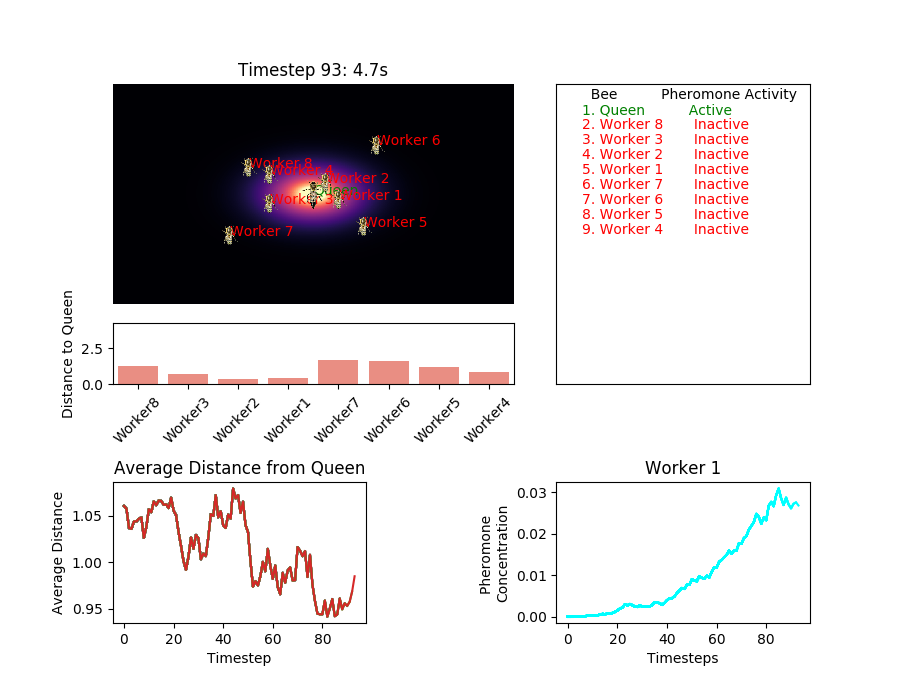 Timestep 93: 4.7s
Worker 6
Worker 8
Worker 4
Worker 2
Queen
Worker 3
Worker 1
Worker 5
Worker 7
Bee Pheromone Activity
1. Queen Active
2. Worker 8 Inactive
3. Worker 3 Inactive
4. Worker 2 Inactive
5. Worker 1 Inactive
6. Worker 7 Inactive
7. Worker 6 Inactive
8. Worker 5 Inactive
9. Worker 4 Inactive
Distance to Queen
2.5
0.0
Worker8 Worker3 Worker2 Worker1 Worker7 Worker6 Worker5 Worker4
Average Distance from Queen
Average Distance
1.05
1.00
0.95
0 20 40 60 80
Timestep
Worker 1
Pheromone
Concentration
0.03
0.02
0.01
0.00
0 20 40 60 80
Timesteps